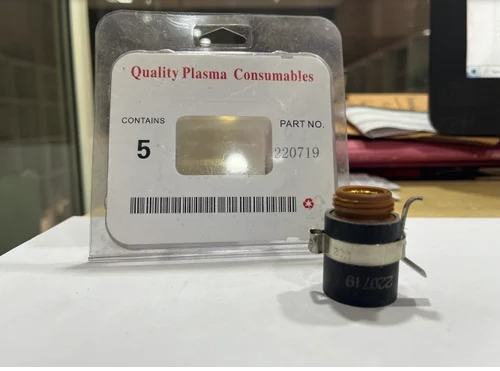 Quality Plasma Consumables
CONTAINS
PART NO.
5
220719
220719